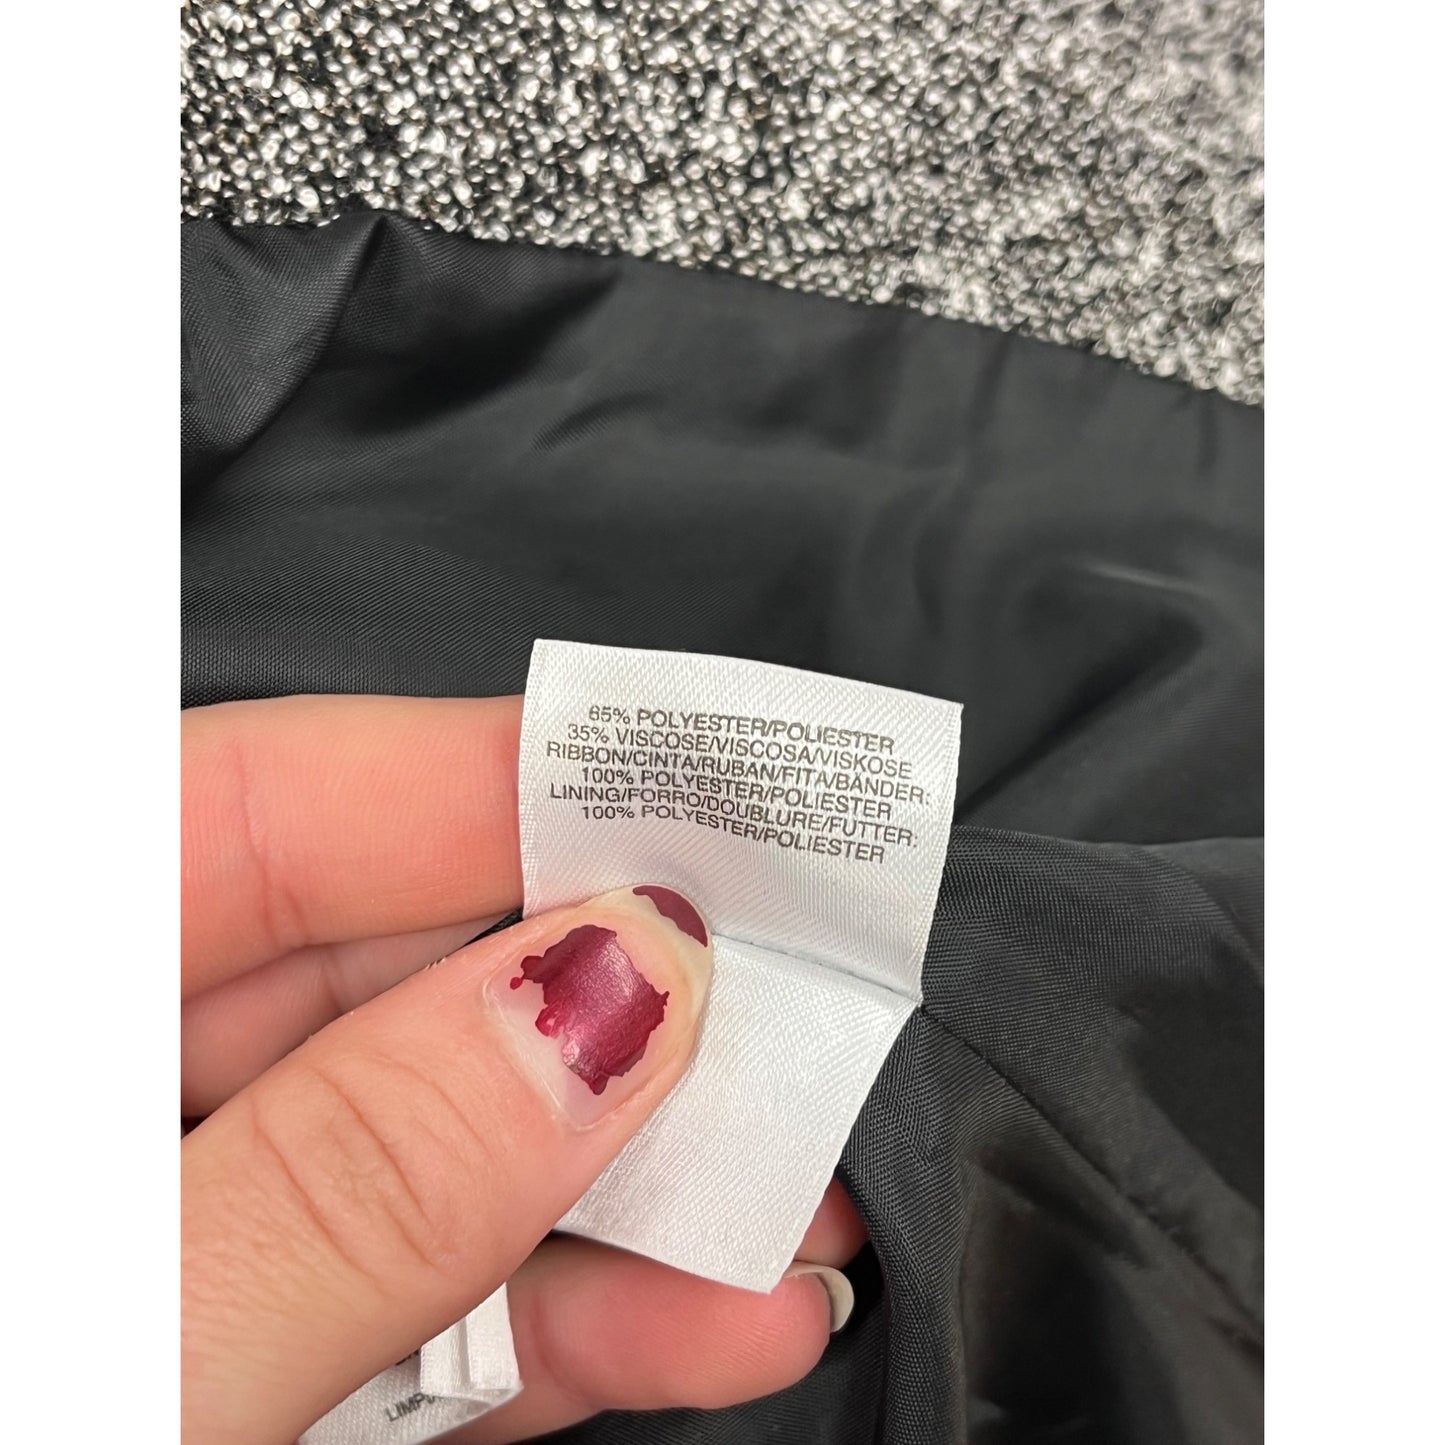 65% POLYESTER/POLIESTER
35% VISCOSE/VISCOSA/VISKOSE
RIBBON/CINTA/RUBAN/FITA/BÄNDER:
100% POLYESTER/POLIESTER
LINING/FORRO/DOUBLURE/FUTTER:
100% POLYESTER/POLIESTER